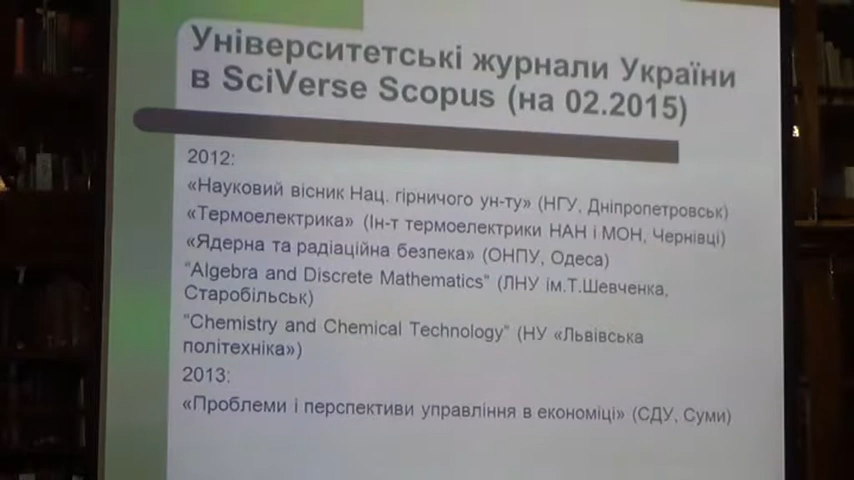 Університетські журнали України
в SciVerse Scopus (на 02.2015)
2012:
«Науковий вісник Нац. гірничого ун-ту» (НГУ, Дніпропетровськ)
«Термоелектрика» (Ін-т термоелектрики НАН і МОН, Чернівці)
«Ядерна та радіаційна безпека» (ОНПУ, Одеса)
"Algebra and Discrete Mathematics" (ЛНУ ім.Т.Шевченка,
Старобільськ)
"Chemistry and Chemical Technology" (НУ «Львівська
політехніка»)
2013:
«Проблеми і перспективи управління в економіці» (СДУ, Суми)